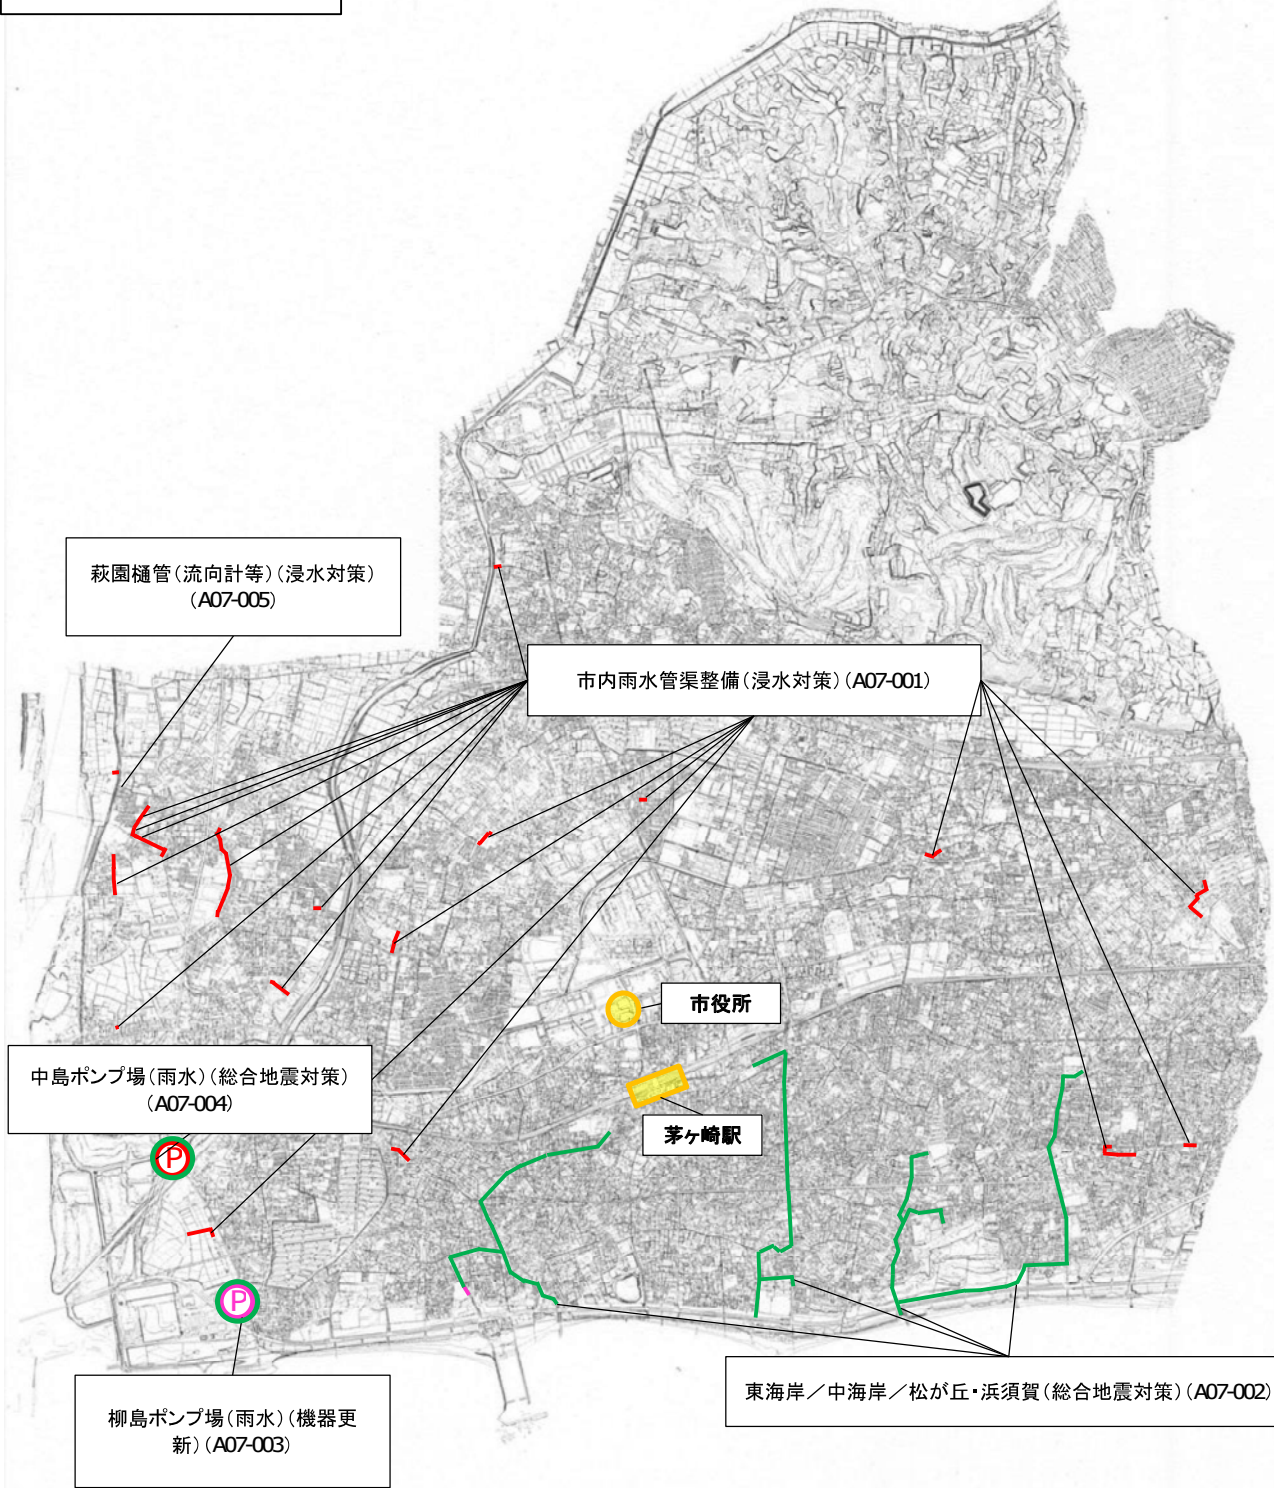 萩園樋管(流向計等)(浸水対策)
(A07-005)
市内雨水管渠整備(浸水対策)(A07-001)
市役所
中島ポンプ場(雨水)(総合地震対策)
(A07-004)
茅ヶ崎駅
P
P
東海岸／中海岸／松が丘・浜須賀(総合地震対策)(A07-002)
柳島ポンプ場(雨水)(機器更
新)(A07-003)